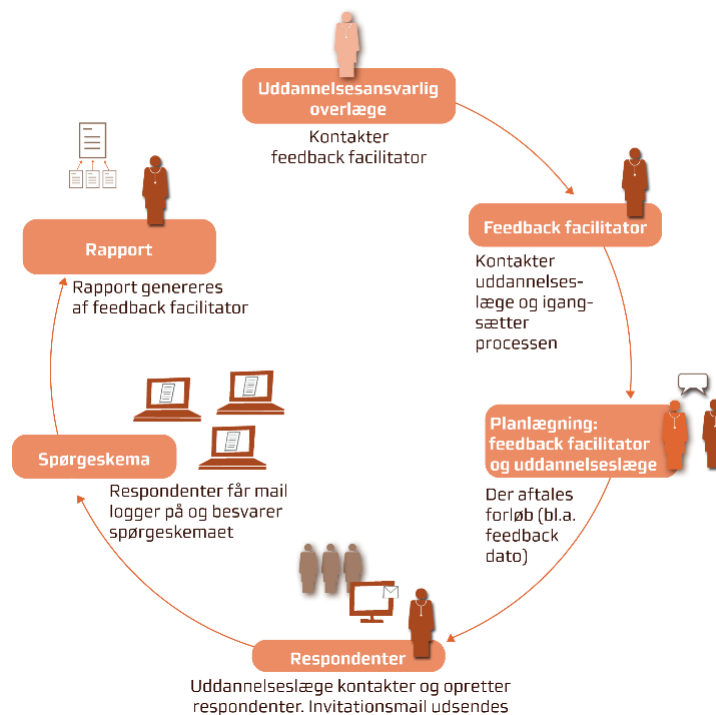 Uddannelsesansvarlig
overlæge
Kontakter
feedback facilitator
Feedback facilitator
Kontakter
uddannelses-
læge og igang-
sætter
processen
Planlægning:
feedback facilitator
og uddannelseslæge
Der aftales
forløb (bl.a.
feedback
dato)
Respondenter
Uddannelseslæge kontakter og opretter
respondenter. Invitationsmail udsendes
Spørgeskema
Respondenter får mail
logger på og besvarer
spørgeskemaet
Rapport
Rapport genereres
af feedback facilitator